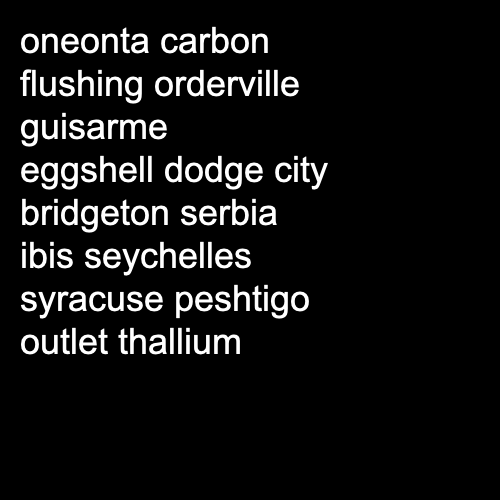 oneonta carbon
flushing orderville
guisarme
eggshell dodge city
bridgeton serbia
ibis seychelles
syracuse peshtigo
outlet thallium